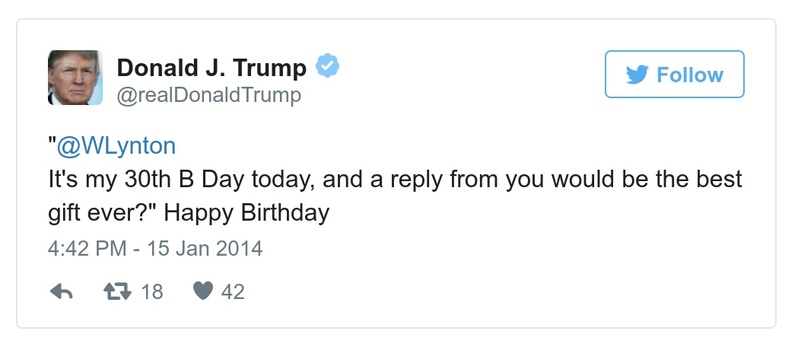 Donald J. Trump
@realDonaldTrump
Follow
"@WLynton
It's my 30th B Day today, and a reply from you would be the best
gift ever?" Happy Birthday
4:42 PM - 15 Jan 2014
18 42